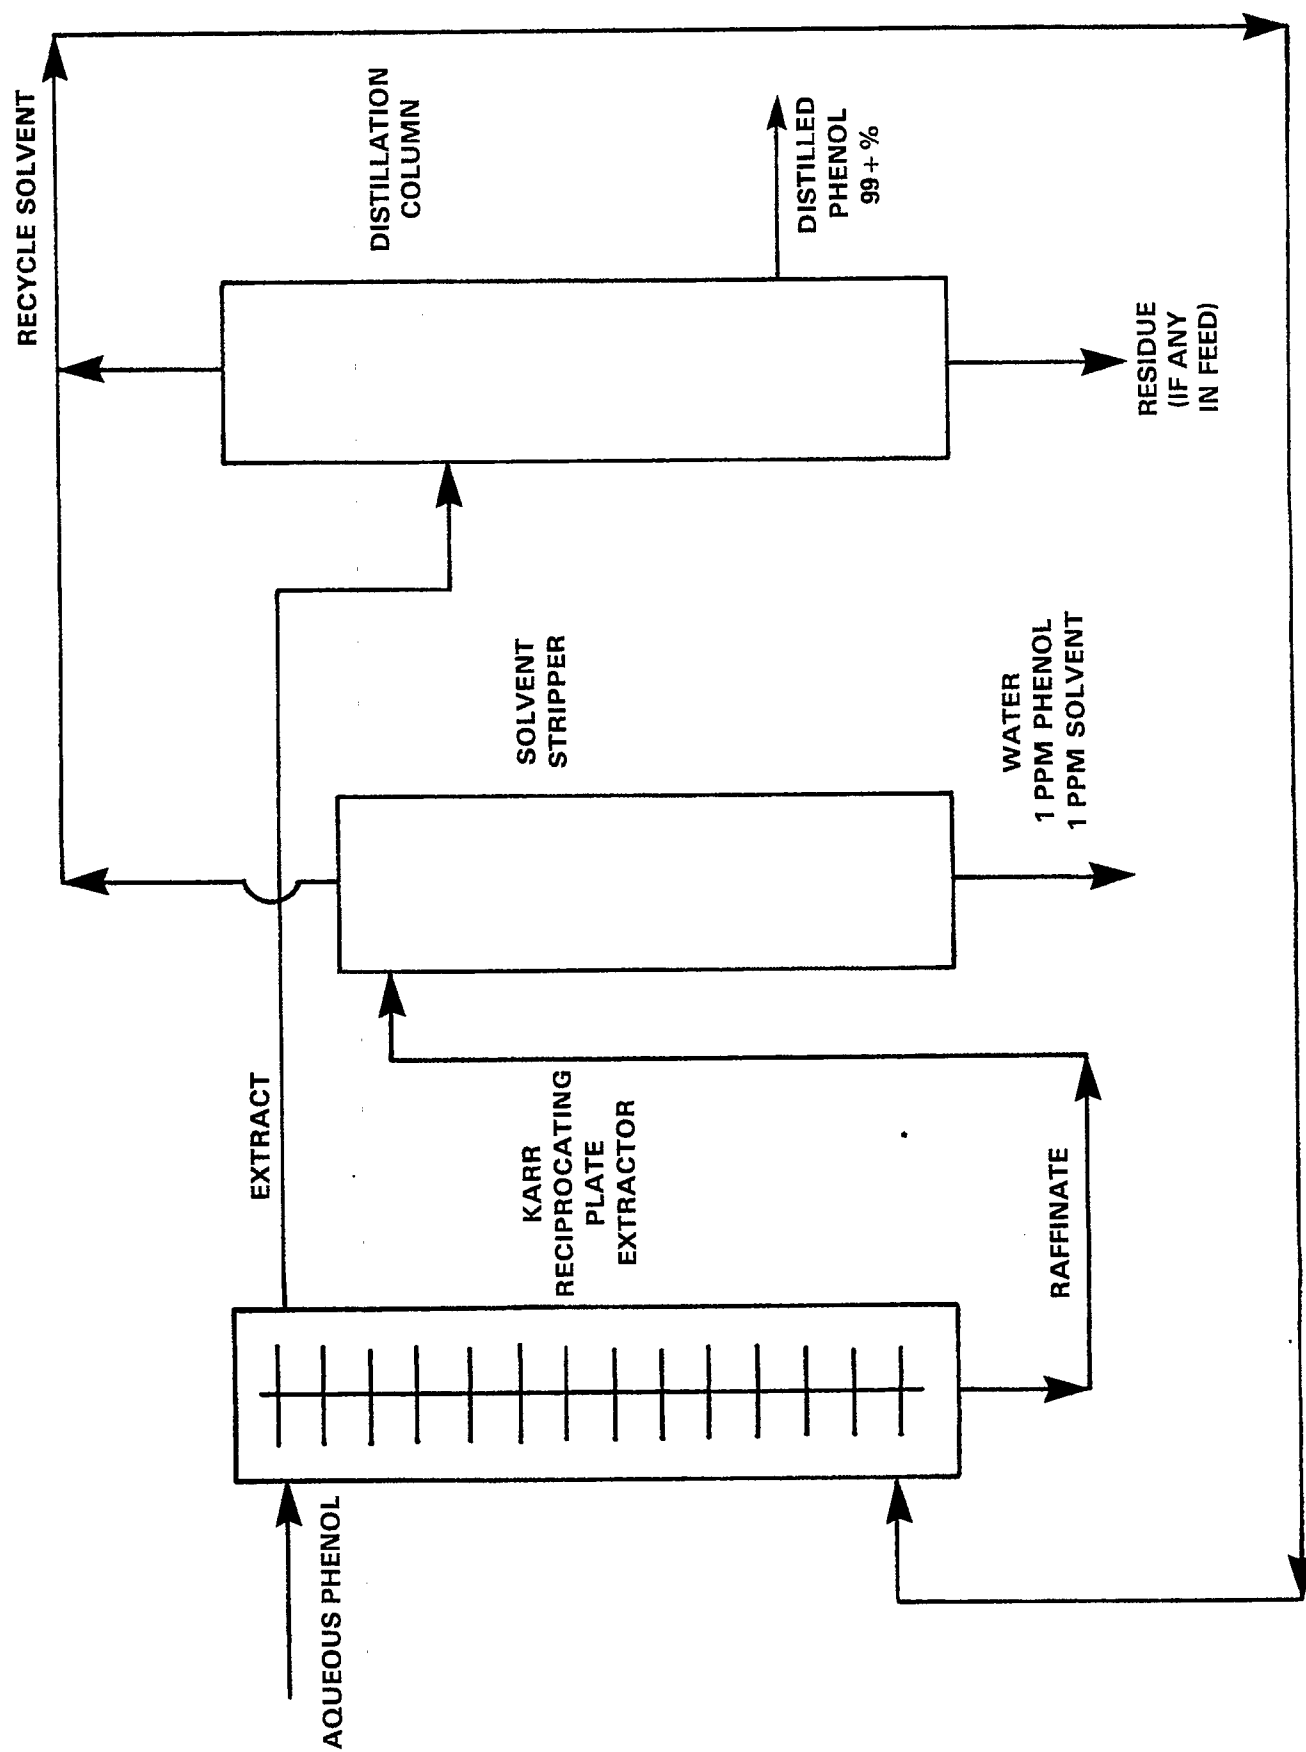 RECYCLE SOLVENT
EXTRACT
AQUEOUS PHENOL
KARR
RECIPROCATING
PLATE
EXTRACTOR
RAFFINATE
SOLVENT
STRIPPER
WATER
1 PPM PHENOL
1 PPM SOLVENT
DISTILLATION
COLUMN
DISTILLED
PHENOL
99 + %
RESIDUE
(IF ANY
IN FEED)